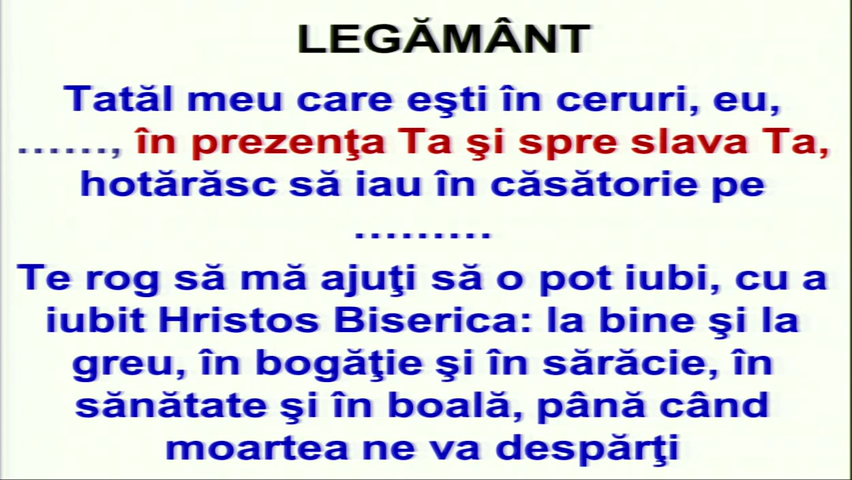 LEGĂMÂNT
Tatăl meu care eşti în ceruri, eu,
……, în prezenţa Ta şi spre slava Ta,
hotărăsc să iau în căsătorie pe
………
Te rog să mă ajuţi să o pot iubi, cu a
iubit Hristos Biserica: la bine şi la
greu, în bogăţie şi în sărăcie, în
sănătate şi în boală, până când
moartea ne va despărţi